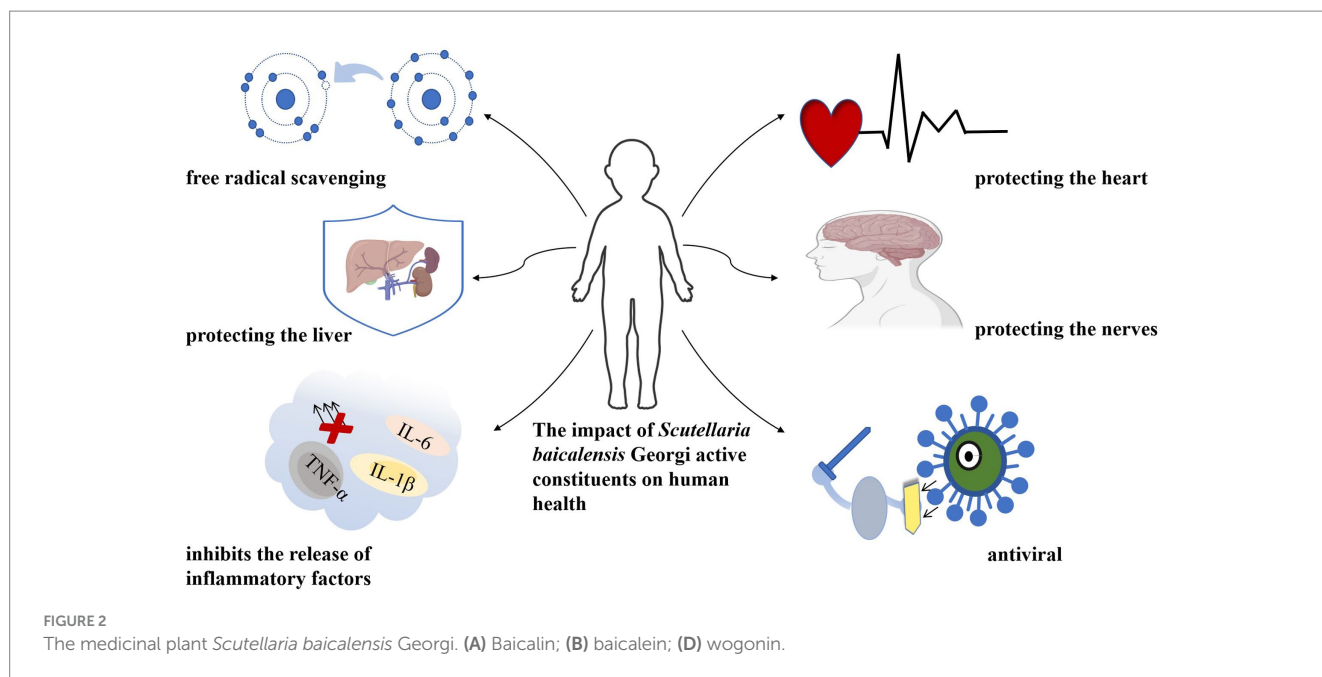 free radical scavenging
protecting the heart
protecting the liver
protecting the nerves
IL-6
TNF-α
IL-1β
The impact of Scutellaria
baicalensis Georgi active
constituents on human
health
inhibits the release of
inflammatory factors
antiviral
FIGURE 2
The medicinal plant Scutellaria baicalensis Georgi. (A) Baicalin; (B) baicalein; (D) wogonin.